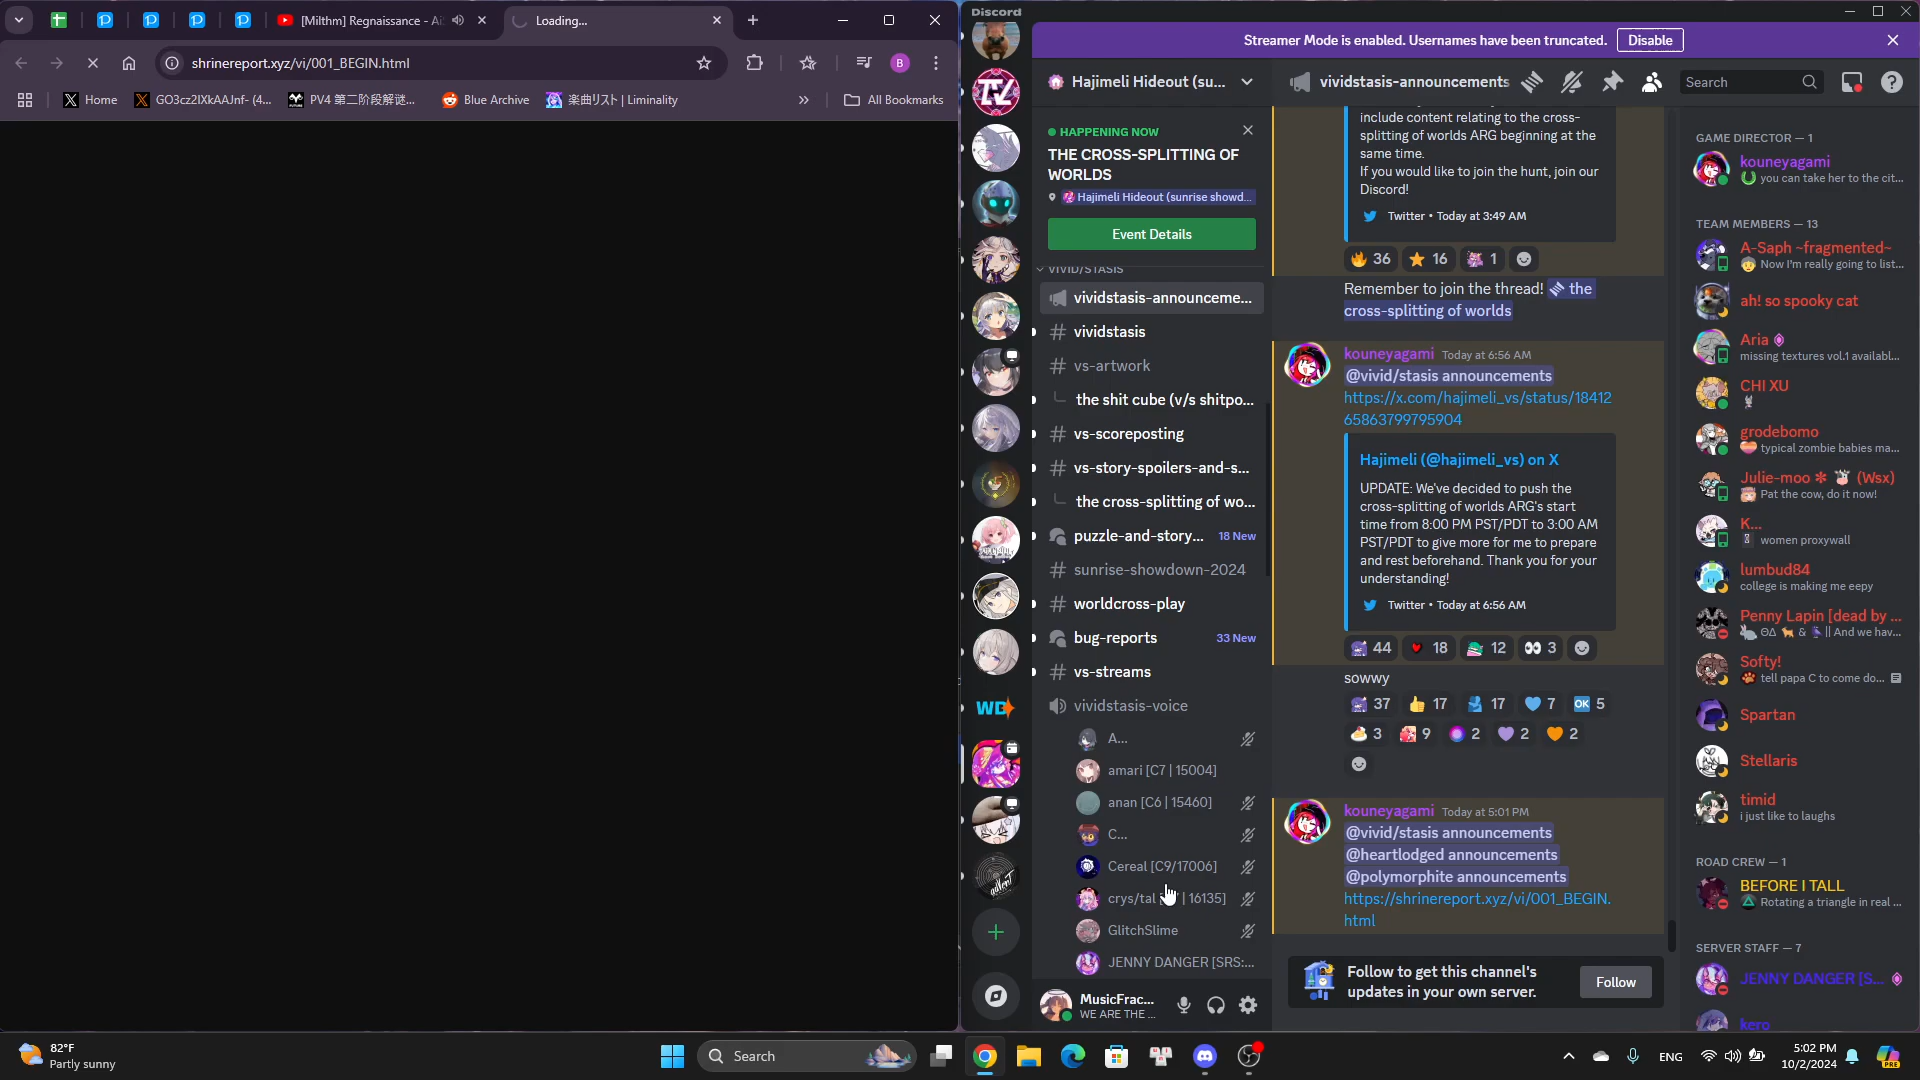 [Milthm] Regnaissance - Ai
Loading...
shrinereport.xyz/vi/001_BEGIN.html
B
Home
GO3cz2IXkAAJnf- (4...
PV4 第二阶段解谜...
Blue Archive
楽曲リスト | Liminality
All Bookmarks
Discord
Streamer Mode is enabled. Usernames have been truncated.
Disable
Hajimeli Hideout (su...
HAPPENING NOW
THE CROSS-SPLITTING OF
WORLDS
Hajimeli Hideout (sunrise showd...
Event Details
VIVID/STASIS
vividstasis-announceme...
vividstasis
vs-artwork
the shit cube (v/s shitpo...
vs-scoreposting
vs-story-spoilers-and-s...
the cross-splitting of wo...
puzzle-and-story... 18 New
sunrise-showdown-2024
worldcross-play
bug-reports 33 New
vs-streams
vividstasis-voice
A...
amari [C7 | 15004]
anan [C6 | 15460]
C...
Cereal [C9/17006]
crys/tal | 16135]
GlitchSlime
JENNY DANGER [SRS:...
MusicFrac...
WE ARE THE ...
vividstasis-announcements
Search
include content relating to the cross-
splitting of worlds ARG beginning at the
same time.
If you would like to join the hunt, join our
Discord!
Twitter • Today at 3:49 AM
36 16 1
Remember to join the thread! the
cross-splitting of worlds
kouneyagami Today at 6:56 AM
@vivid/stasis announcements
https://x.com/hajimeli_vs/status/18412
65863799795904
Hajimeli (@hajimeli_vs) on X
UPDATE: We've decided to push the
cross-splitting of worlds ARG's start
time from 8:00 PM PST/PDT to 3:00 AM
PST/PDT to give more for me to prepare
and rest beforehand. Thank you for your
understanding!
Twitter • Today at 6:56 AM
44 18 12 3
sowwy
37 17 17 7 OK 5
3 9 2 2 2
kouneyagami Today at 5:01 PM
@vivid/stasis announcements
@heartlodged announcements
@polymorphite announcements
https://shrinereport.xyz/vi/001_BEGIN.
html
Follow to get this channel's
updates in your own server.
Follow
GAME DIRECTOR — 1
kouneyagami
you can take her to the cit...
TEAM MEMBERS — 13
A-Saph ~fragmented~
Now I'm really going to list...
ah! so spooky cat
Aria
missing textures vol.1 availabl...
CHI XU
grodebomo
typical zombie babies ma...
Julie-moo ✻ (Wsx)
Pat the cow, do it now!
K...
women proxywall
lumbud84
college is making me eepy
Penny Lapin [dead by ...
ΘΔ & || And we hav...
Softy!
tell papa C to come do...
Spartan
Stellaris
timid
i just like to laughs
ROAD CREW — 1
BEFORE I TALL
Rotating a triangle in real ...
SERVER STAFF — 7
JENNY DANGER [S...
kero
82°F
Partly sunny
Search
ENG
5:02 PM
10/2/2024